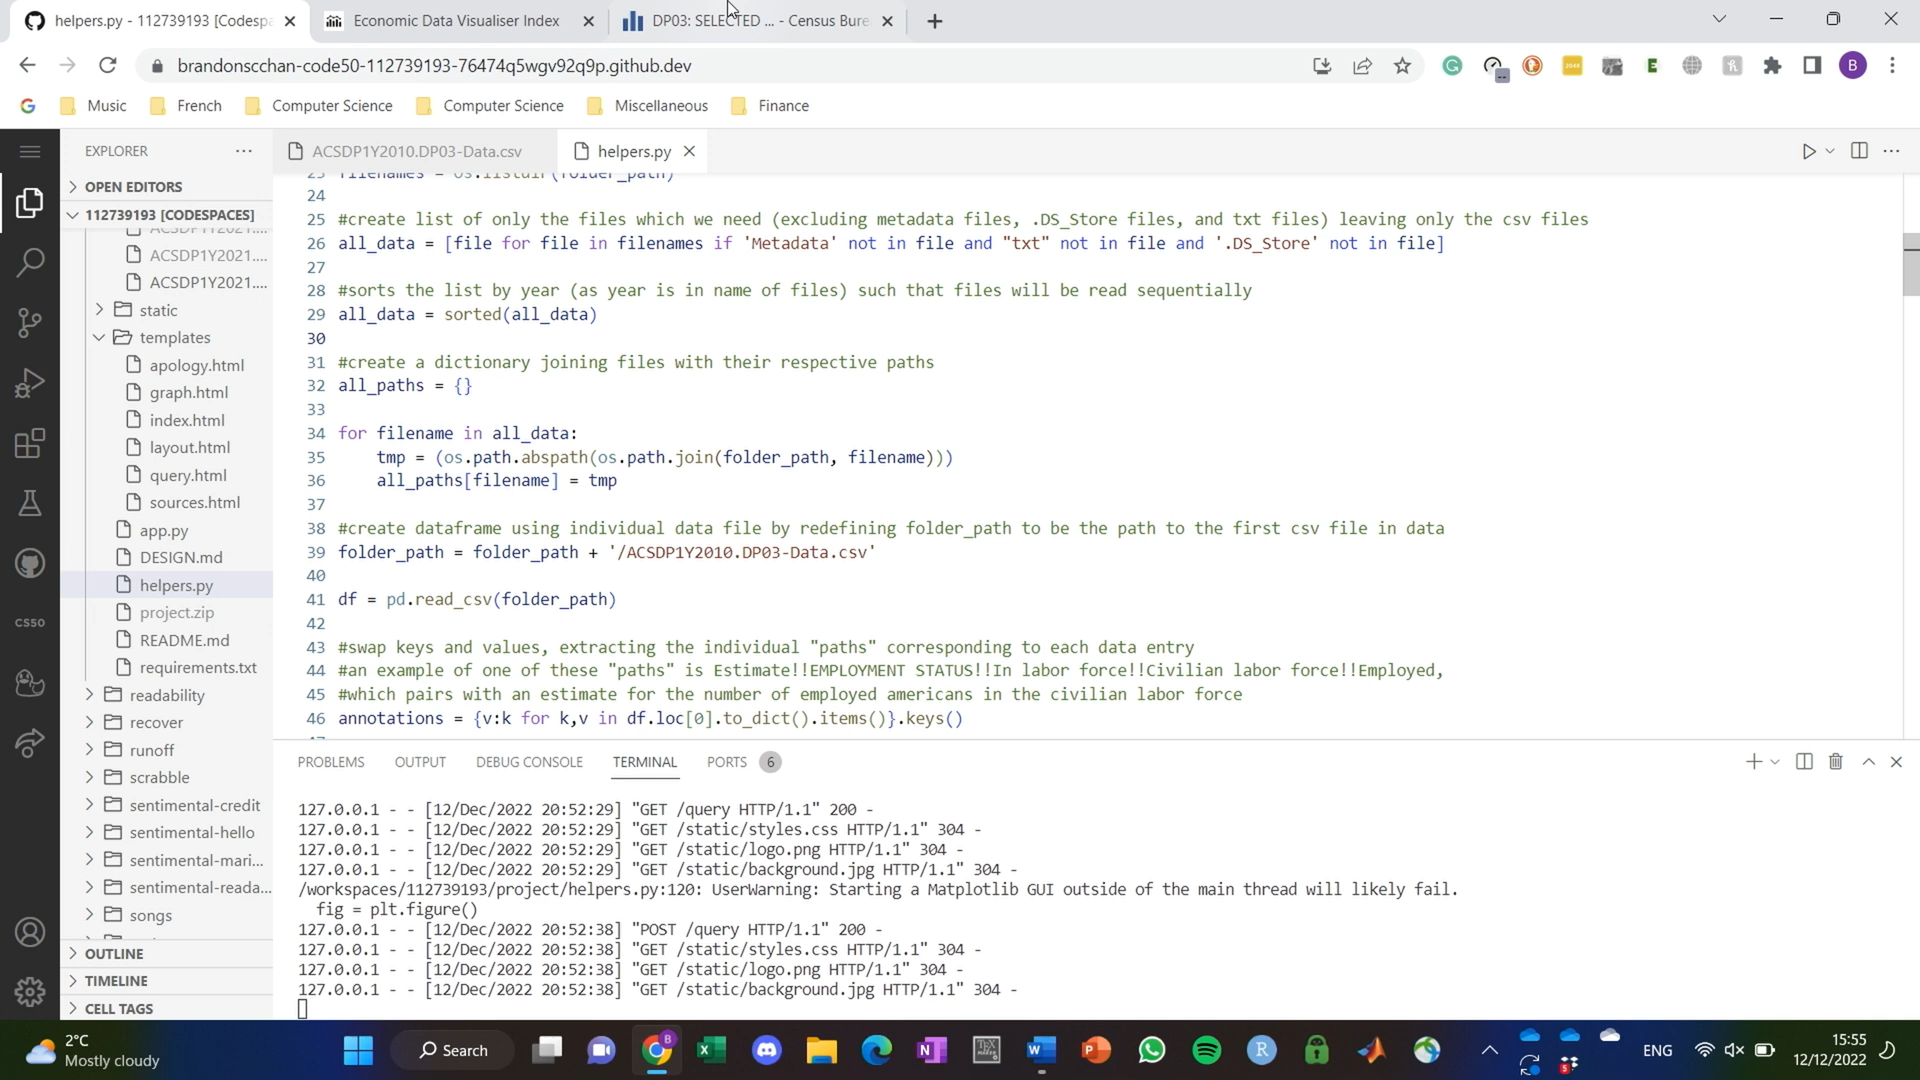 helpers.py - 112739193 [Codespa
Economic Data Visualiser Index
DP03: SELECTED ... - Census Bure
brandonscchan-code50-112739193-76474q5wgv92q9p.github.dev
B
Music
French
Computer Science
Computer Science
Miscellaneous
Finance
EXPLORER
ACSDP1Y2010.DP03-Data.csv
helpers.py
OPEN EDITORS
112739193 [CODESPACES]
ACSDP1Y2021....
ACSDP1Y2021....
ACSDP1Y2021....
static
templates
apology.html
graph.html
index.html
layout.html
query.html
sources.html
app.py
DESIGN.md
helpers.py
project.zip
README.md
requirements.txt
readability
recover
runoff
scrabble
sentimental-credit
sentimental-hello
sentimental-mari...
sentimental-reada...
songs
OUTLINE
TIMELINE
CELL TAGS
CS50
23 filenames = os.listdir(folder_path)
24
25 #create list of only the files which we need (excluding metadata files, .DS_Store files, and txt files) leaving only the csv files
26 all_data = [file for file in filenames if 'Metadata' not in file and "txt" not in file and '.DS_Store' not in file]
27
28 #sorts the list by year (as year is in name of files) such that files will be read sequentially
29 all_data = sorted(all_data)
30
31 #create a dictionary joining files with their respective paths
32 all_paths = {}
33
34 for filename in all_data:
35 tmp = (os.path.abspath(os.path.join(folder_path, filename)))
36 all_paths[filename] = tmp
37
38 #create dataframe using individual data file by redefining folder_path to be the path to the first csv file in data
39 folder_path = folder_path + '/ACSDP1Y2010.DP03-Data.csv'
40
41 df = pd.read_csv(folder_path)
42
43 #swap keys and values, extracting the individual "paths" corresponding to each data entry
44 #an example of one of these "paths" is Estimate!!EMPLOYMENT STATUS!!In labor force!!Civilian labor force!!Employed,
45 #which pairs with an estimate for the number of employed americans in the civilian labor force
46 annotations = {v:k for k,v in df.loc[0].to_dict().items()}.keys()
PROBLEMS
OUTPUT
DEBUG CONSOLE
TERMINAL
PORTS
6
127.0.0.1 - - [12/Dec/2022 20:52:29] "GET /query HTTP/1.1" 200 -
127.0.0.1 - - [12/Dec/2022 20:52:29] "GET /static/styles.css HTTP/1.1" 304 -
127.0.0.1 - - [12/Dec/2022 20:52:29] "GET /static/logo.png HTTP/1.1" 304 -
127.0.0.1 - - [12/Dec/2022 20:52:29] "GET /static/background.jpg HTTP/1.1" 304 -
/workspaces/112739193/project/helpers.py:120: UserWarning: Starting a Matplotlib GUI outside of the main thread will likely fail.
fig = plt.figure()
127.0.0.1 - - [12/Dec/2022 20:52:38] "POST /query HTTP/1.1" 200 -
127.0.0.1 - - [12/Dec/2022 20:52:38] "GET /static/styles.css HTTP/1.1" 304 -
127.0.0.1 - - [12/Dec/2022 20:52:38] "GET /static/logo.png HTTP/1.1" 304 -
127.0.0.1 - - [12/Dec/2022 20:52:38] "GET /static/background.jpg HTTP/1.1" 304 -
2°C
Mostly cloudy
Search
ENG
15:55
12/12/2022